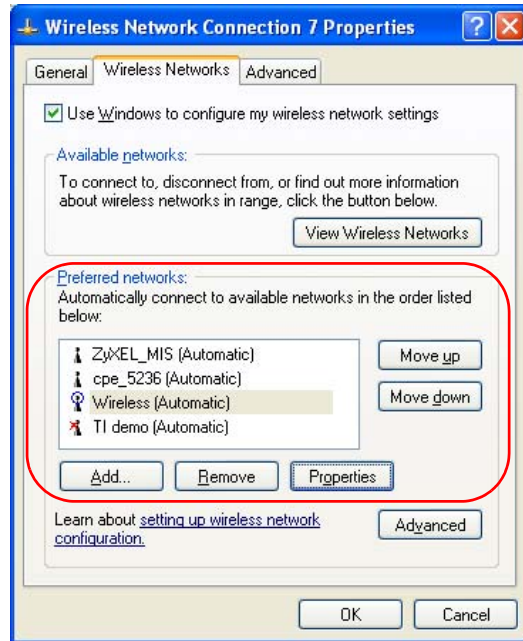 Wireless Network Connection 7 Properties
General
Wireless Networks
Advanced
Use Windows to configure my wireless network settings
Available networks:
To connect to, disconnect from, or find out more information
about wireless networks in range, click the button below.
View Wireless Networks
Preferred networks:
Automatically connect to available networks in the order listed
below:
ZyXEL_MIS (Automatic)
cpe_5236 (Automatic)
Wireless (Automatic)
TI demo (Automatic)
Move up
Move down
Add...
Remove
Properties
Learn about setting up wireless network
configuration.
Advanced
OK
Cancel